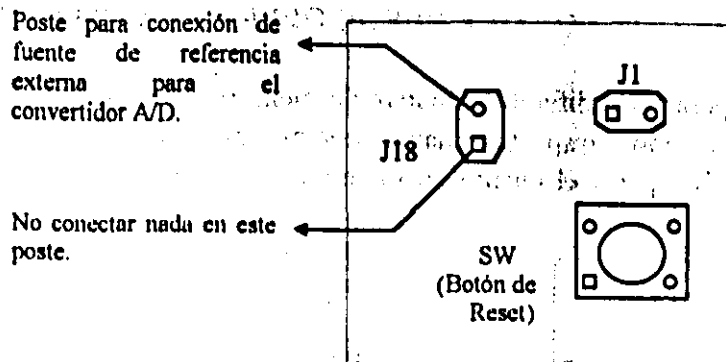 Poste para conexión de
fuente de referencia
externa para el
convertidor A/D.
J1
J18
No conectar nada en este
poste.
SW
(Botón de
Reset)